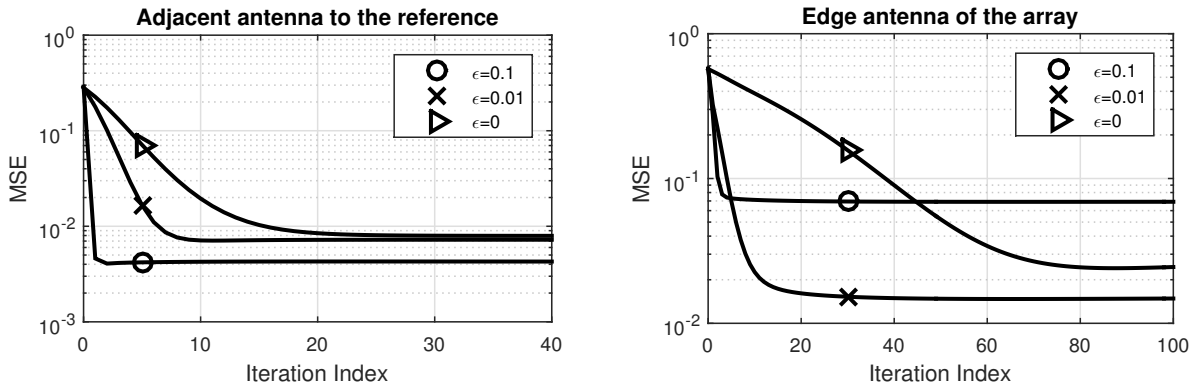 Adjacent antenna to the reference
MSE
10^0
10^-1
10^-2
10^-3
ϵ=0.1
ϵ=0.01
ϵ=0
0 10 20 30 40
Iteration Index
Edge antenna of the array
MSE
10^0
10^-1
10^-2
ϵ=0.1
ϵ=0.01
ϵ=0
0 20 40 60 80 100
Iteration Index